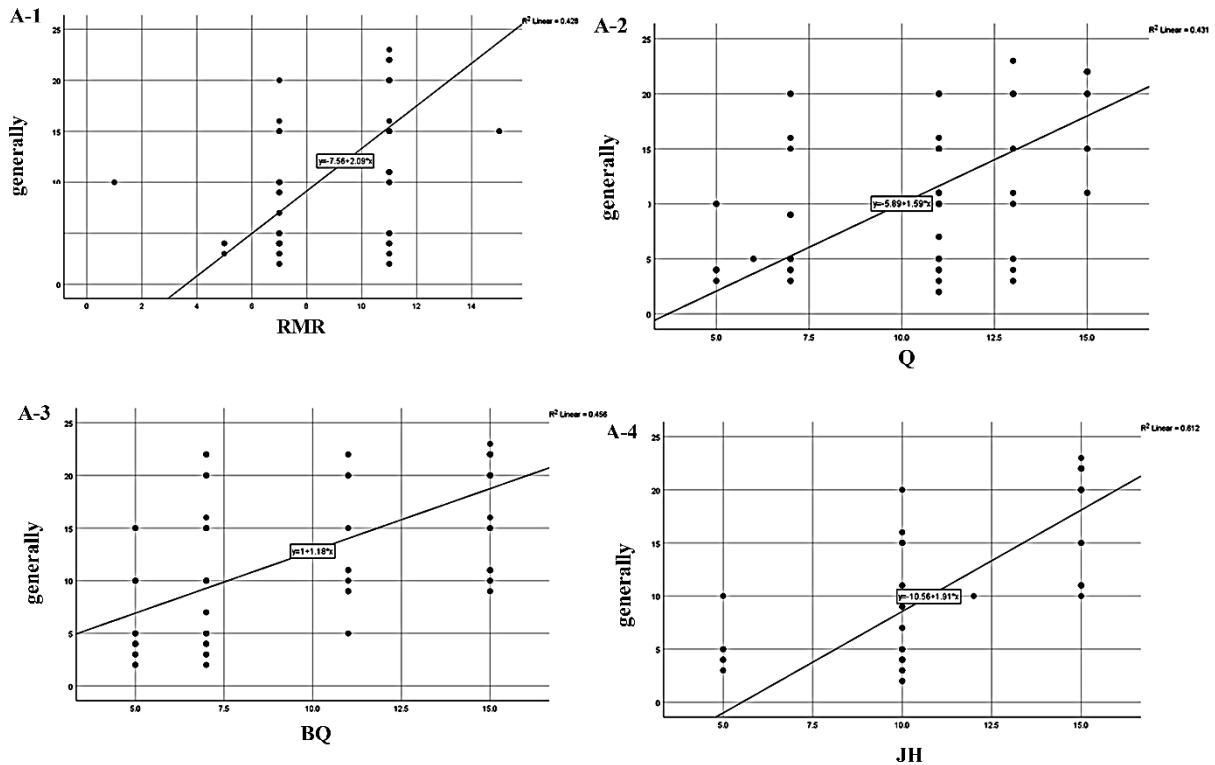 A-1
R² Linear = 0.428
25
20
15
10
5
0
generally
y=-7.56+2.09*x
0 2 4 6 8 10 12 14
RMR
A-2
R² Linear = 0.431
25
20
15
1
5
0
generally
y=-5.89+1.59*x
5.0 7.5 10.0 12.5 15.0
Q
A-3
R² Linear = 0.456
25
20
15
10
5
0
generally
y=1+1.18*x
5.0 7.5 10.0 12.5 15.0
BQ
A-4
R² Linear = 0.612
25
20
15
10
5
0
generally
y=-10.56+1.91*x
5.0 7.5 10.0 12.5 15.0
JH